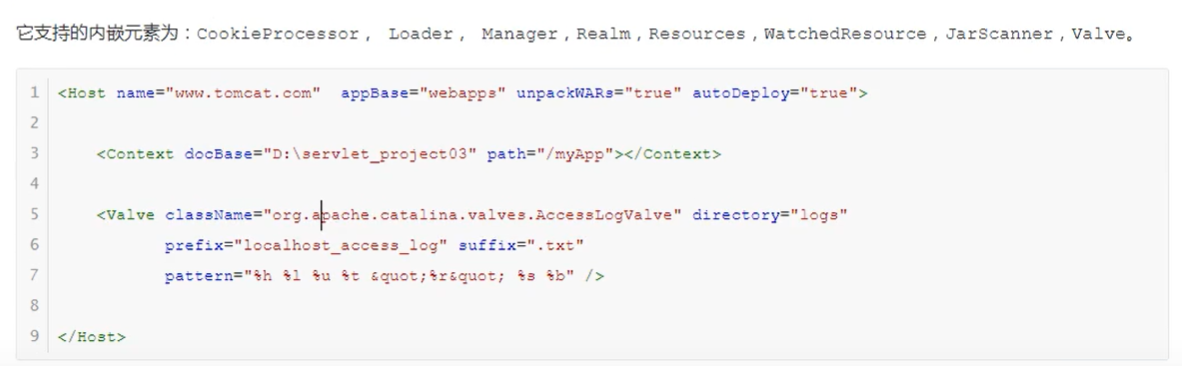 它支持的内嵌元素为：CookieProcessor， Loader， Manager，Realm，Resources，WatchedResource，JarScanner，Valve。
1 <Host name="www.tomcat.com"  appBase="webapps" unpackWARs="true" autoDeploy="true">
2
3     <Context docBase="D:\servlet_project03" path="/myApp"></Context>
4
5     <Valve className="org.apache.catalina.valves.AccessLogValve" directory="logs"
6            prefix="localhost_access_log" suffix=".txt"
7            pattern="%h %l %u %t &quot;%r&quot; %s %b" />
8
9 </Host>